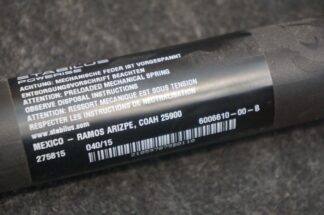 STABILUS
POWERISE
ACHTUNG: MECHANISCHE FEDER IST VORGESPANNT
ENTSORGUNGSVORSCHRIFT BEACHTEN
ATTENTION: PRELOADED MECHANICAL SPRING
OBSERVE DISPOSAL INSTRUCTIONS
ATTENTION: RESSORT MECANIQUE EST SOUS TENSION
RESPECTER LES INSTRUCTIONS DE NEUTRALISATION
www.stabilus.com
MEXICO - RAMOS ARIZPE, COAH 25900
275815 040/15 6006610-00-B